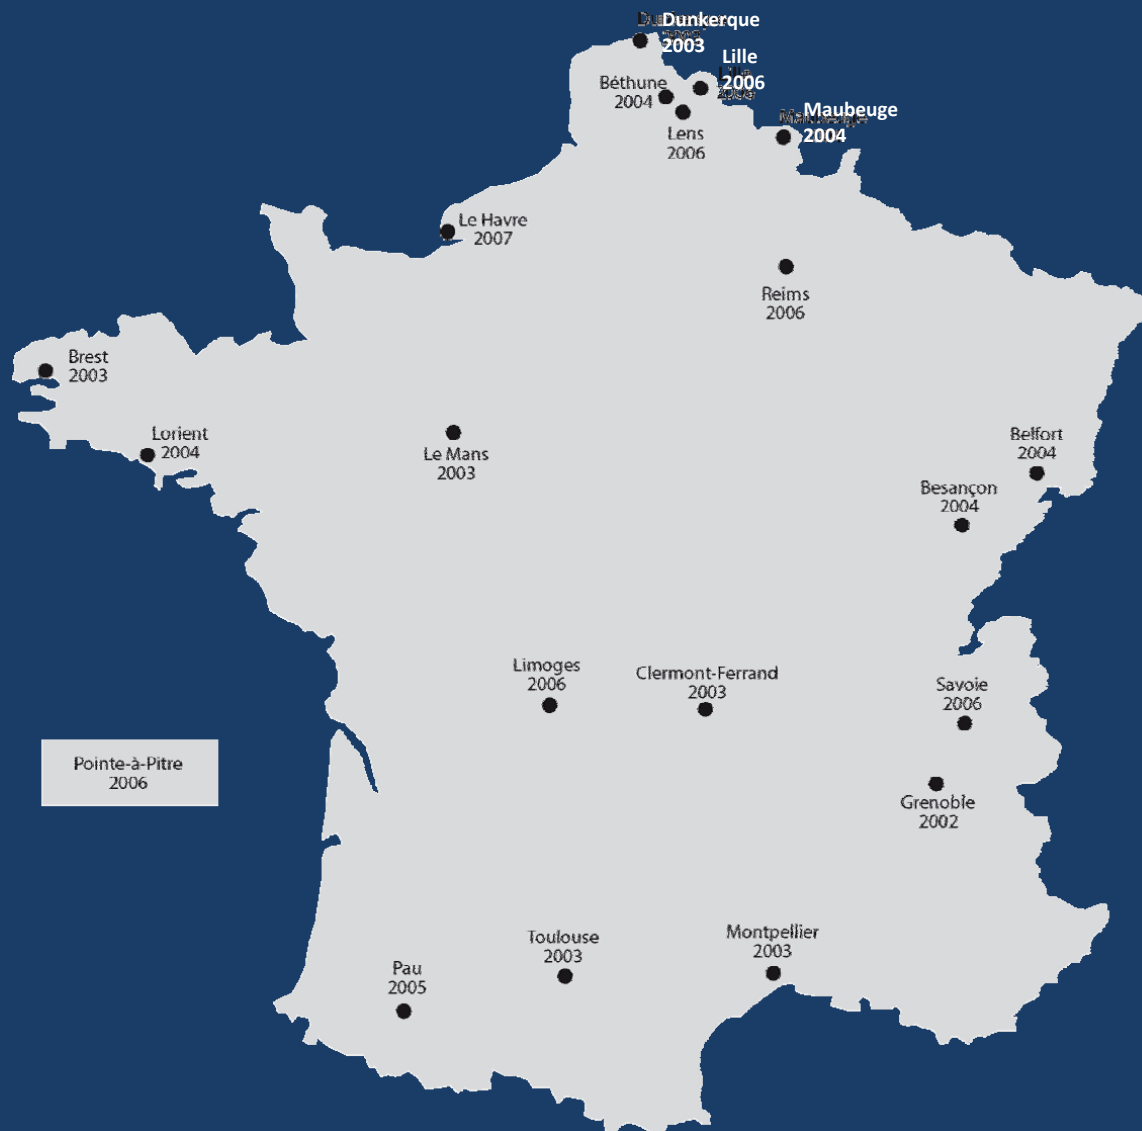 Dunkerque
2003
Lille
2006
Béthune
2004
Lens
2006
Maubeuge
2004
Le Havre
2007
Reims
2006
Brest
2003
Lorient
2004
Le Mans
2003
Belfort
2004
Besançon
2004
Limoges
2006
Clermont-Ferrand
2003
Savoie
2006
Pointe-à-Pitre
2006
Grenoble
2002
Toulouse
2003
Montpellier
2003
Pau
2005